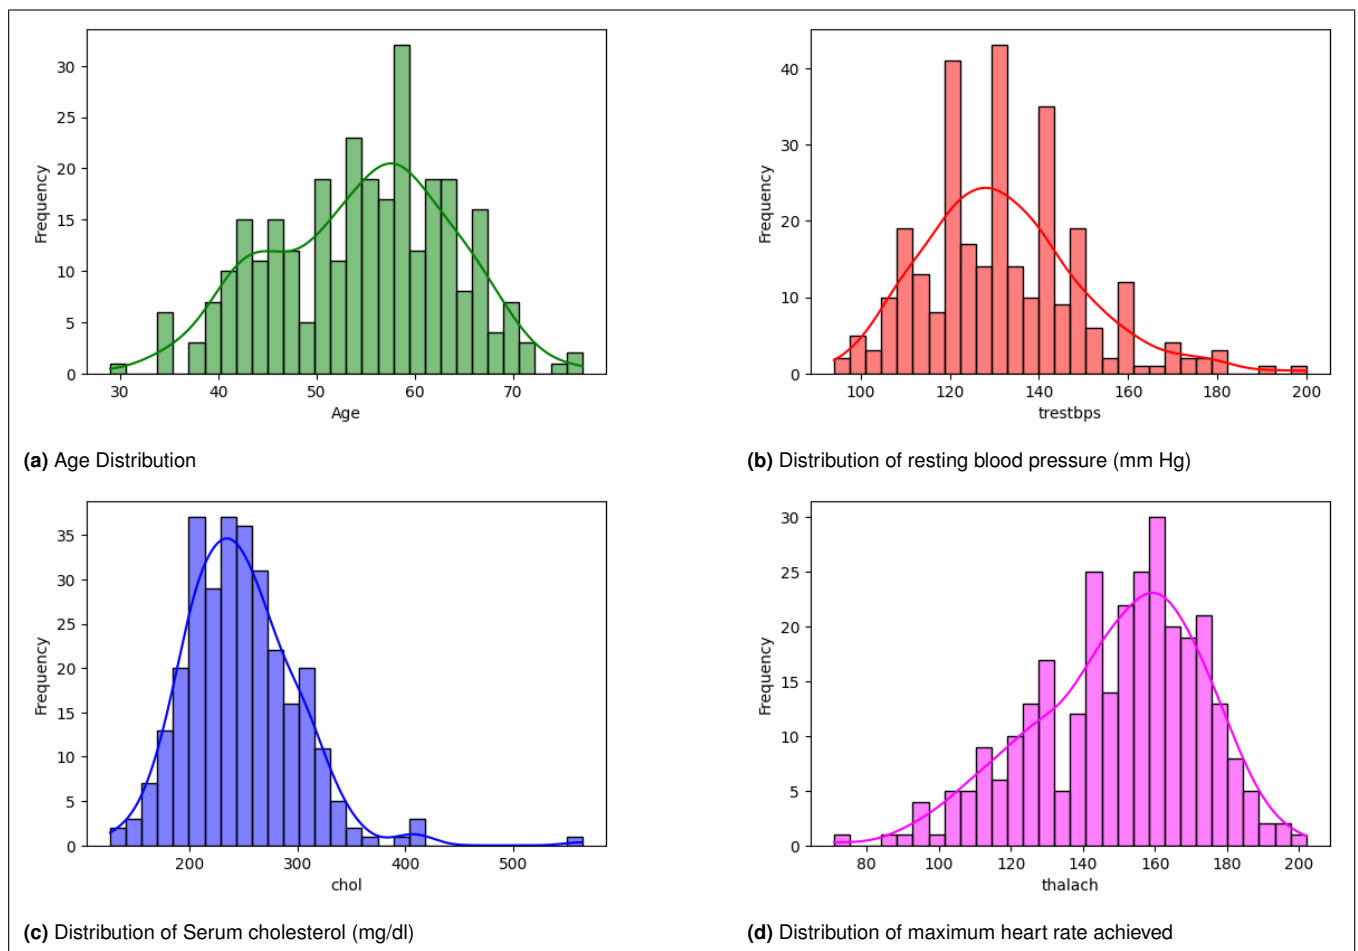 30
25
20
15
10
5
0
Frequency
30 40 50 60 70
Age
(a) Age Distribution
40
30
20
10
0
Frequency
100 120 140 160 180 200
trestbps
(b) Distribution of resting blood pressure (mm Hg)
35
30
25
20
15
10
5
0
Frequency
200 300 400 500
chol
(c) Distribution of Serum cholesterol (mg/dl)
30
25
20
15
10
5
0
Frequency
80 100 120 140 160 180 200
thalach
(d) Distribution of maximum heart rate achieved